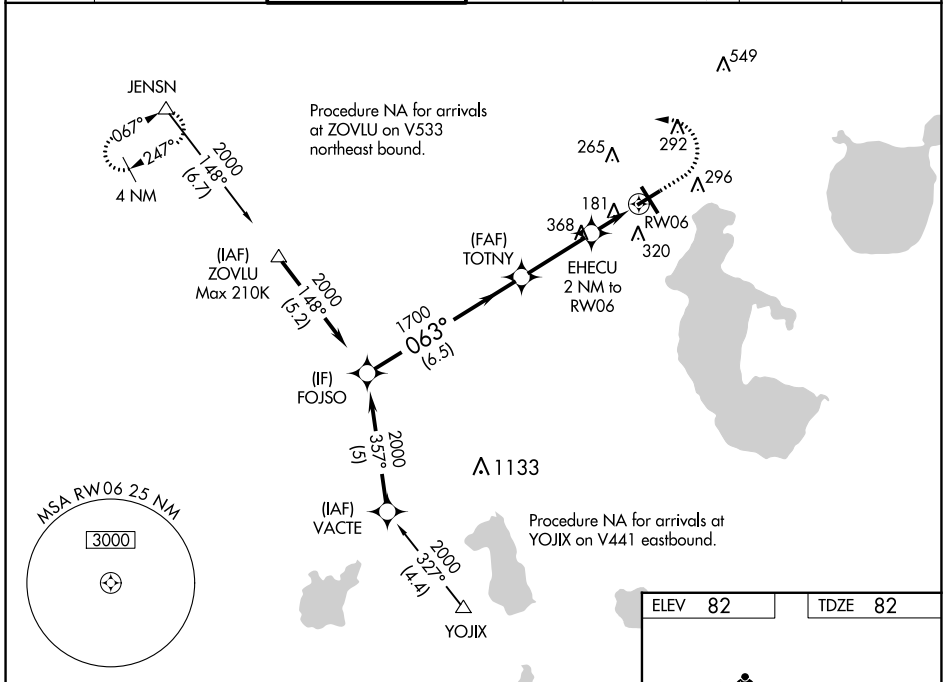 549
JENSN
Procedure NA for arrivals
at ZOVLU on V533
northeast bound.
067°
247°
4 NM
2000
148°
(6.7)
265
292
296
181
368
RW06
320
(IAF)
ZOVLU
Max 210K
2000
148°
(5.2)
(FAF)
TOTNY
EHECU
2 NM to
RW06
1700
063°
(6.5)
(IF)
FOJSO
2000
357°
(5)
1133
(IAF)
VACTE
Procedure NA for arrivals at
YOJIX on V441 eastbound.
2000
327°
(4.4)
YOJIX
MSA RW06 25 NM
3000
ELEV 82
TDZE 82